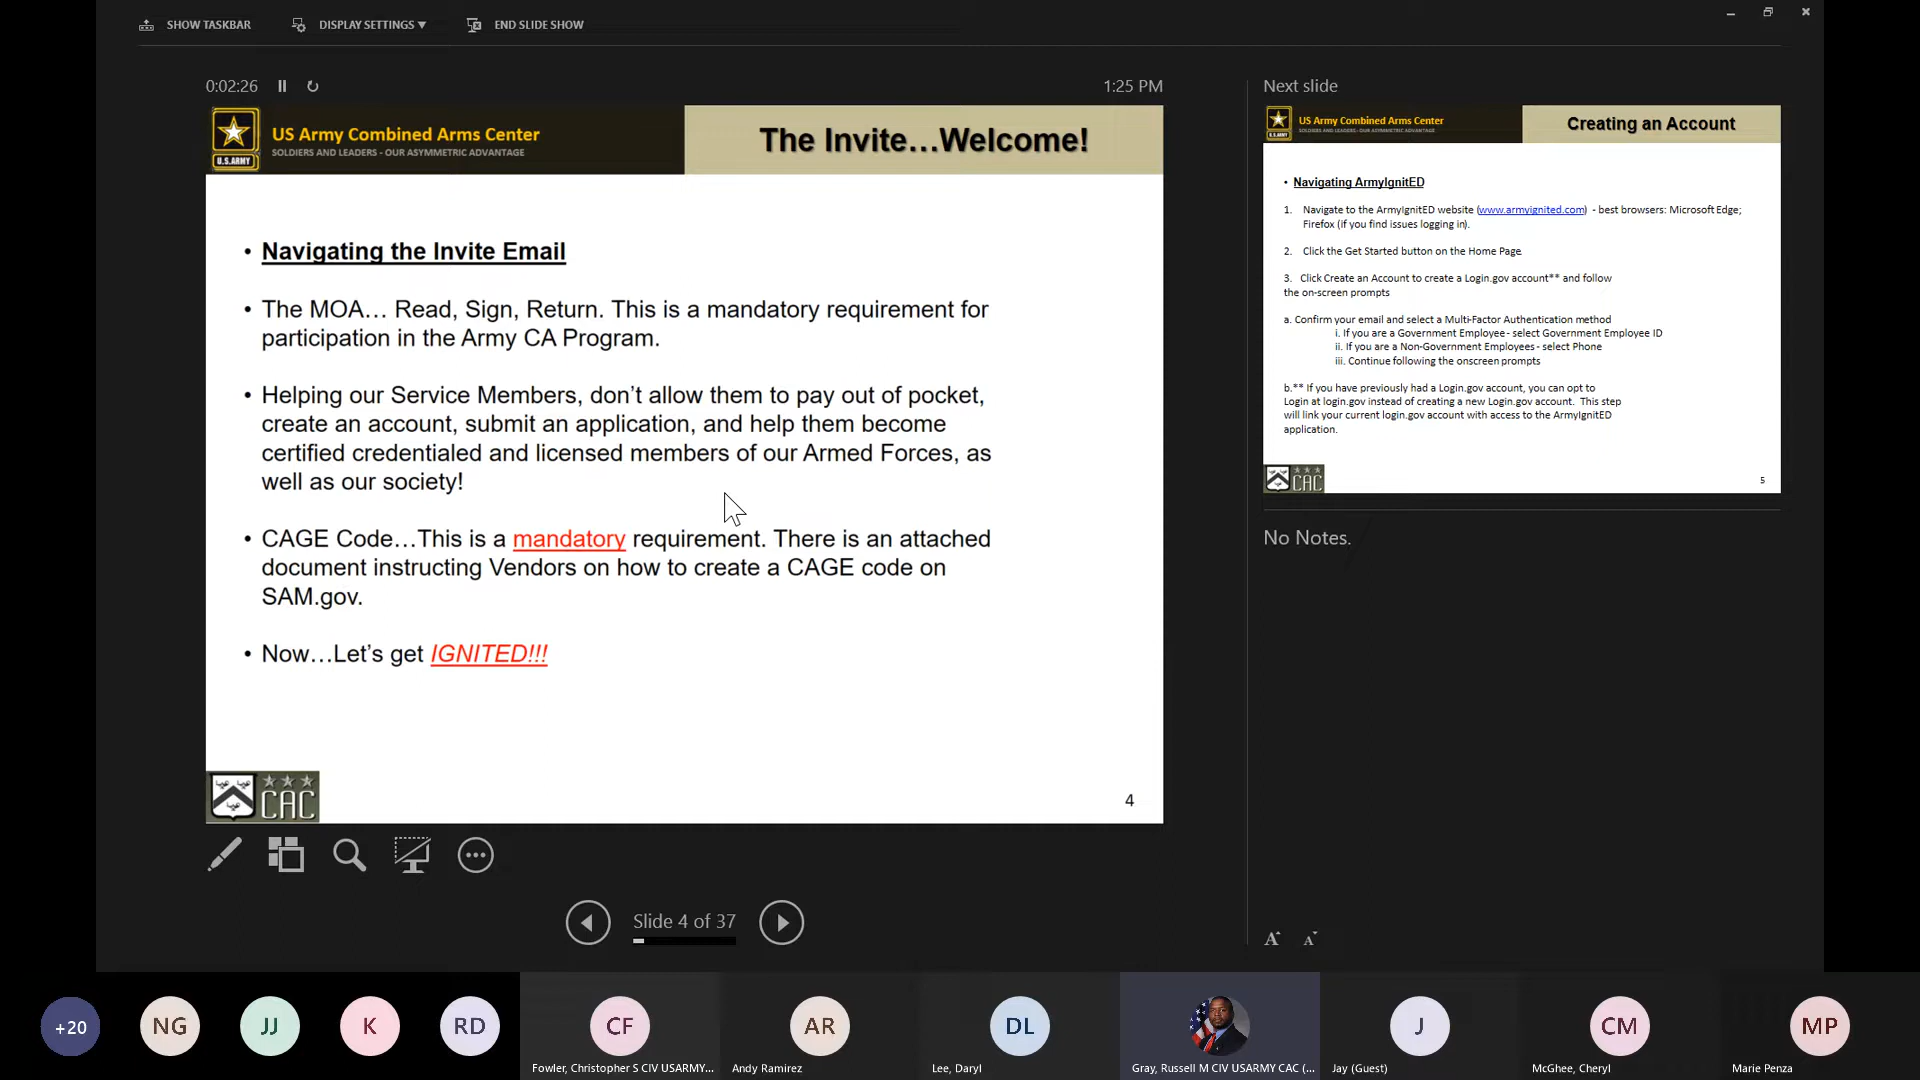 SHOW TASKBAR
DISPLAY SETTINGS ▼
END SLIDE SHOW
0:02:26
1:25 PM
US Army Combined Arms Center
SOLDIERS AND LEADERS - OUR ASYMMETRIC ADVANTAGE
U.S.ARMY
The Invite…Welcome!
• Navigating the Invite Email
• The MOA… Read, Sign, Return. This is a mandatory requirement for
participation in the Army CA Program.
• Helping our Service Members, don’t allow them to pay out of pocket,
create an account, submit an application, and help them become
certified credentialed and licensed members of our Armed Forces, as
well as our society!
• CAGE Code…This is a mandatory requirement. There is an attached
document instructing Vendors on how to create a CAGE code on
SAM.gov.
• Now…Let’s get IGNITED!!!
CAC
4
Slide 4 of 37
Next slide
US Army Combined Arms Center
SOLDIERS AND LEADERS - OUR ASYMMETRIC ADVANTAGE
Creating an Account
• Navigating ArmyIgnitED
1. Navigate to the ArmyIgnitED website (www.armyignited.com) - best browsers: Microsoft Edge;
Firefox (if you find issues logging in).
2. Click the Get Started button on the Home Page.
3. Click Create an Account to create a Login.gov account** and follow
the on-screen prompts
a. Confirm your email and select a Multi-Factor Authentication method
i. If you are a Government Employee - select Government Employee ID
ii. If you are a Non-Government Employees - select Phone
iii. Continue following the onscreen prompts
b.** If you have previously had a Login.gov account, you can opt to
Login at login.gov instead of creating a new Login.gov account. This step
will link your current login.gov account with access to the ArmyIgnitED
application.
CAC
5
No Notes.
A A
+20
NG
JJ
K
RD
CF
AR
DL
J
CM
MP
Fowler, Christopher S CIV USARMY...
Andy Ramirez
Lee, Daryl
Gray, Russell M CIV USARMY CAC (...
Jay (Guest)
McGhee, Cheryl
Marie Penza